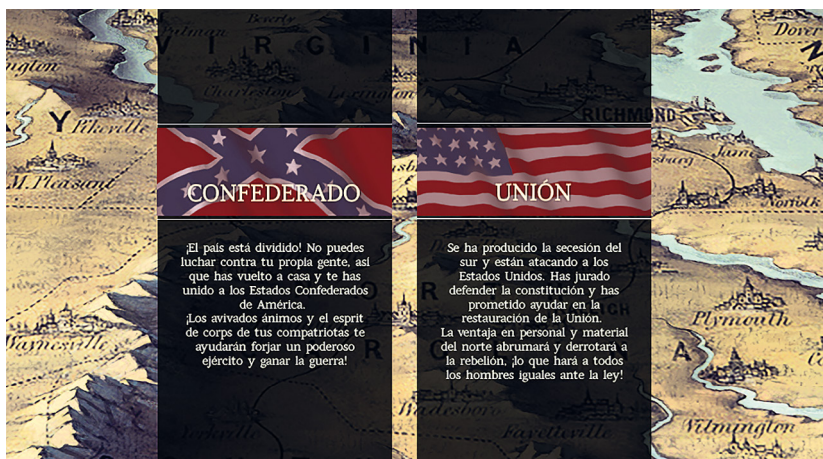 Beverly
Putman
Dover
VIRGINIA
Charleston
Lexington
RICHMOND
Y Pikeville
M. Pleasant
Norfolk
CONFEDERADO
UNIÓN
¡El país está dividido! No puedes
luchar contra tu propia gente, así
que has vuelto a casa y te has
unido a los Estados Confederados
de América.
¡Los avivados ánimos y el esprit
de corps de tus compatriotas te
ayudarán forjar un poderoso
ejército y ganar la guerra!
Se ha producido la secesión del
sur y están atacando a los
Estados Unidos. Has jurado
defender la constitución y has
prometido ayudar en la
restauración de la Unión.
La ventaja en personal y material
del norte abrumará y derrotará a
la rebelión, ¡lo que hará a todos
los hombres iguales ante la ley!
Waynesville
Plymouth
Wadesboro
Yorkville
Fayetteville
Wilmington